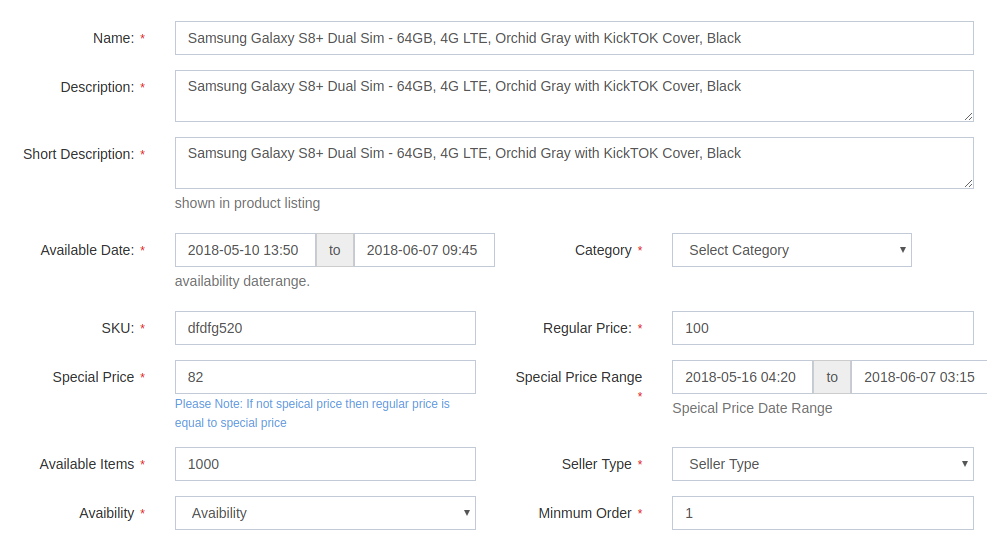 Name: * Samsung Galaxy S8+ Dual Sim - 64GB, 4G LTE, Orchid Gray with KickTOK Cover, Black
Description: * Samsung Galaxy S8+ Dual Sim - 64GB, 4G LTE, Orchid Gray with KickTOK Cover, Black
Short Description: * Samsung Galaxy S8+ Dual Sim - 64GB, 4G LTE, Orchid Gray with KickTOK Cover, Black
shown in product listing
Available Date: * 2018-05-10 13:50 to 2018-06-07 09:45 Category * Select Category
availability daterange.
SKU: * dfdfg520 Regular Price: * 100
Special Price * 82 Special Price Range * 2018-05-16 04:20 to 2018-06-07 03:15
Please Note: If not speical price then regular price is
equal to special price
Speical Price Date Range
Available Items * 1000 Seller Type * Seller Type
Avaibility * Avaibility Minmum Order * 1